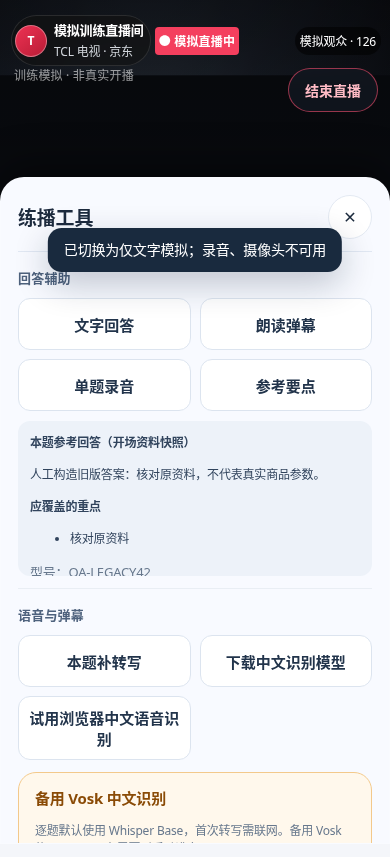 T
模拟训练直播间
TCL 电视 · 京东
模拟直播中
模拟观众 · 126
训练模拟 · 非真实开播
结束直播
练播工具
×
已切换为仅文字模拟；录音、摄像头不可用
回答辅助
文字回答
朗读弹幕
单题录音
参考要点
本题参考回答（开场资料快照）
人工构造旧版答案：核对原资料，不代表真实商品参数。
应覆盖的重点
• 核对原资料
型号：QA-LEGACY42
语音与弹幕
本题补转写
下载中文识别模型
试用浏览器中文语音识
别
备用 Vosk 中文识别
逐题默认使用 Whisper Base，首次转写需联网。备用 Vosk